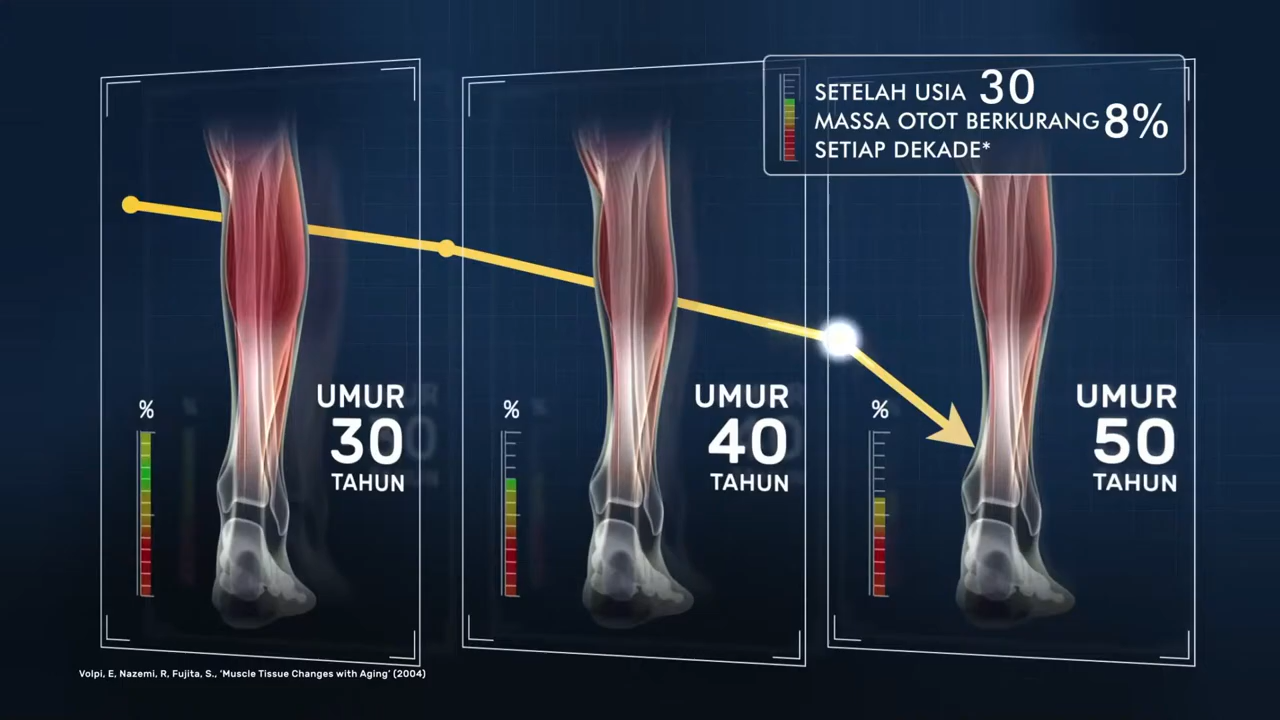 SETELAH USIA 30
MASSA OTOT BERKURANG 8%
SETIAP DEKADE*
%
UMUR
30
TAHUN
%
UMUR
40
TAHUN
%
UMUR
50
TAHUN
Volpi, E, Nazemi, R, Fujita, S., 'Muscle Tissue Changes with Aging' (2004)